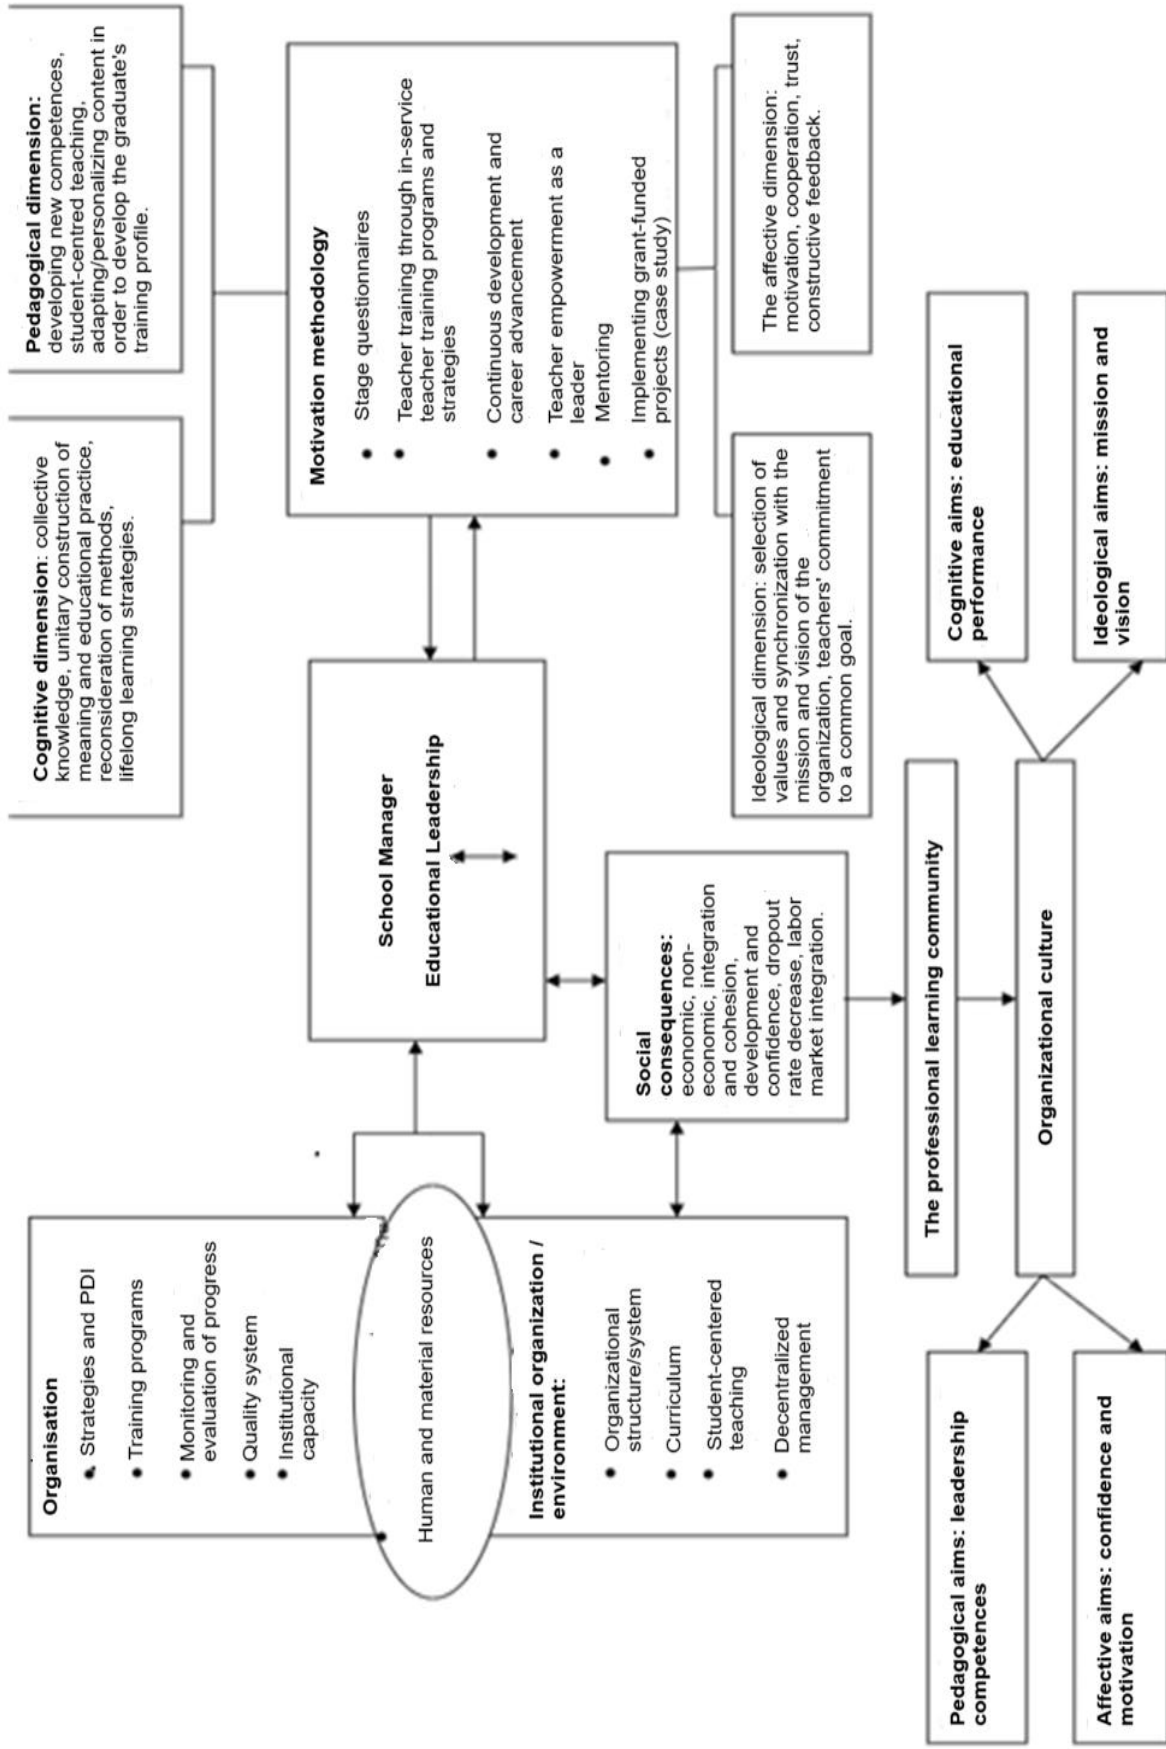 Organisation
• Strategies and PDI
• Training programs
• Monitoring and
evaluation of progress
• Quality system
• Institutional
capacity
Human and material resources
Institutional organization /
environment:
• Organizational
structure/system
• Curriculum
• Student-centered
teaching
• Decentralized
management
School Manager
Educational Leadership
Social
consequences:
economic, non-
economic, integration
and cohesion,
development and
confidence, dropout
rate decrease, labor
market integration.
Cognitive dimension: collective
knowledge, unitary construction of
meaning and educational practice,
reconsideration of methods,
lifelong learning strategies.
Pedagogical dimension:
developing new competences,
student-centred teaching,
adapting/personalizing content in
order to develop the graduate's
training profile.
Motivation methodology
• Stage questionnaires
• Teacher training through in-service
teacher training programs and
strategies
• Continuous development and
career advancement
• Teacher empowerment as a
leader
• Mentoring
• Implementing grant-funded
projects (case study)
Ideological dimension: selection of
values and synchronization with the
mission and vision of the
organization, teachers' commitment
to a common goal.
The affective dimension:
motivation, cooperation, trust,
constructive feedback.
The professional learning community
Organizational culture
Pedagogical aims: leadership
competences
Cognitive aims: educational
performance
Affective aims: confidence and
motivation
Ideological aims: mission and
vision